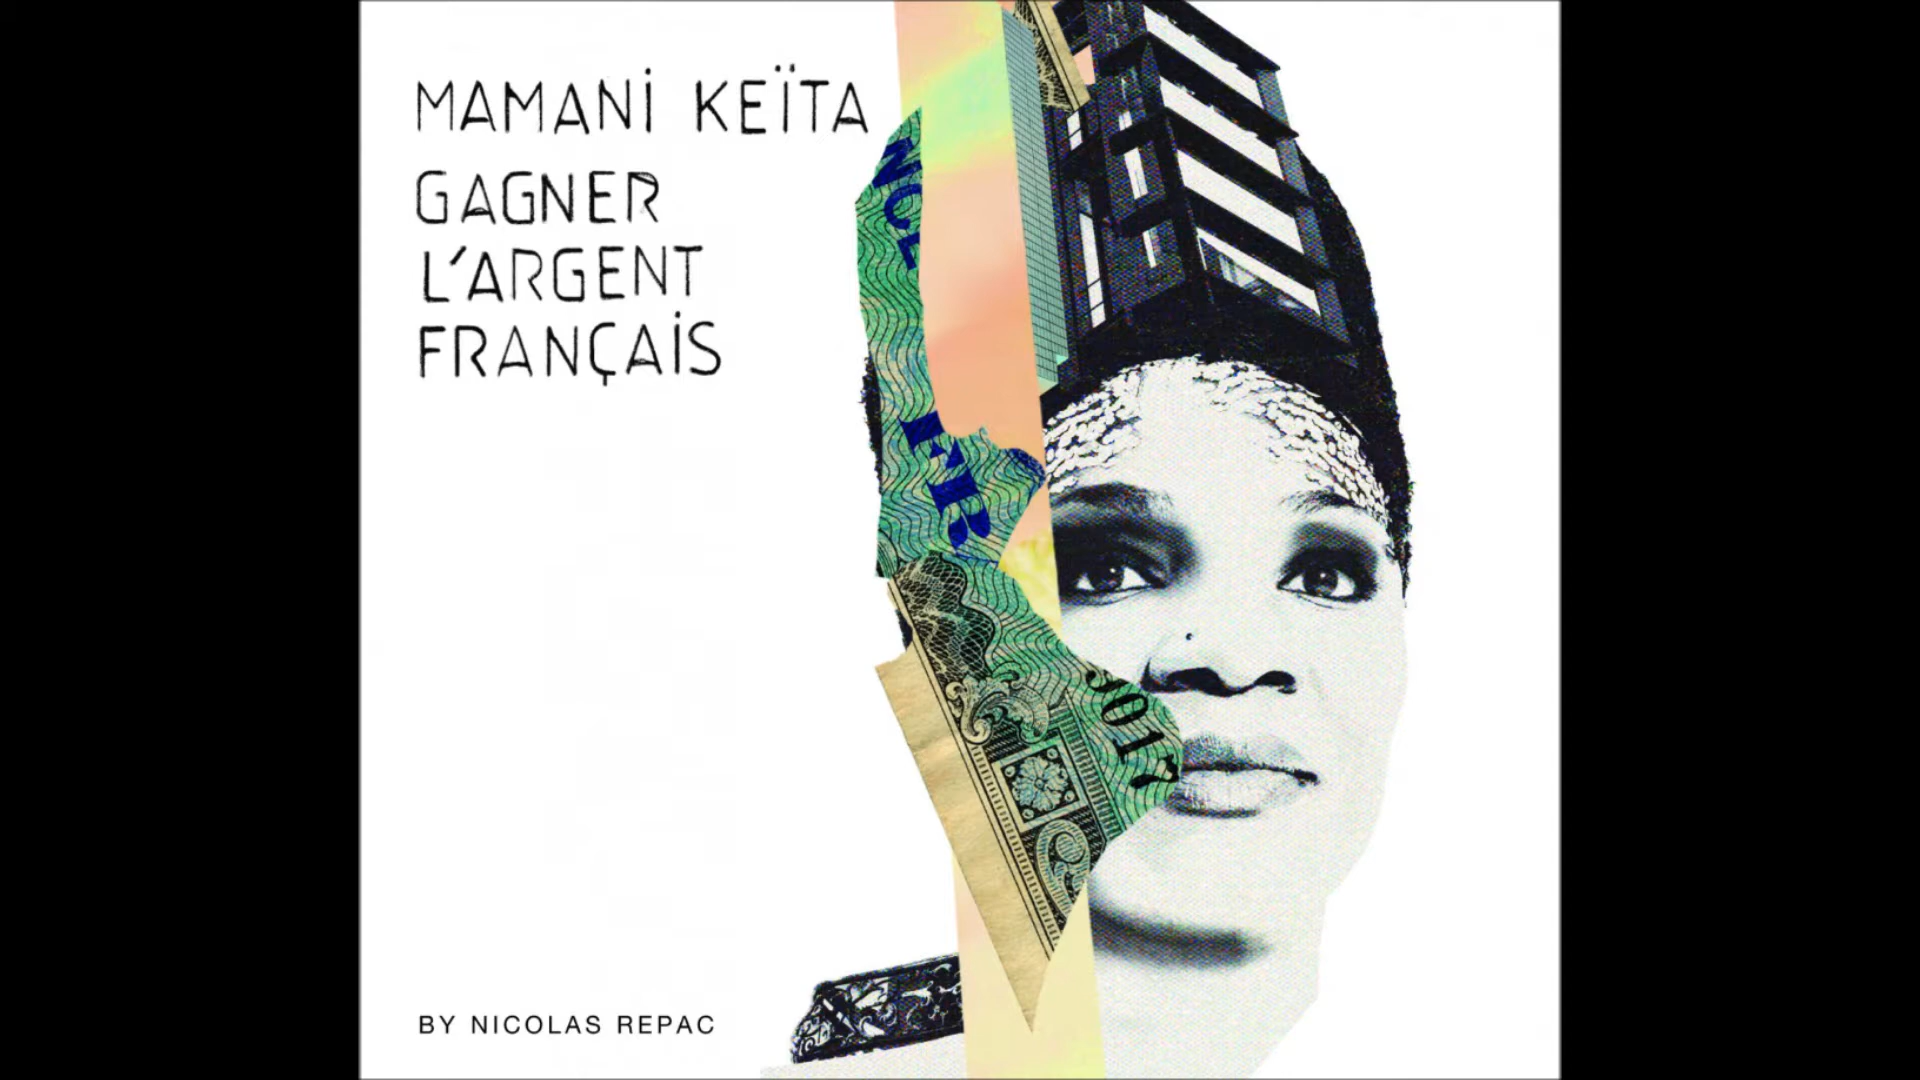 MAMANI KEÏTA
GAGNER
L'ARGENT
FRANÇAIS
BY NICOLAS REPAC